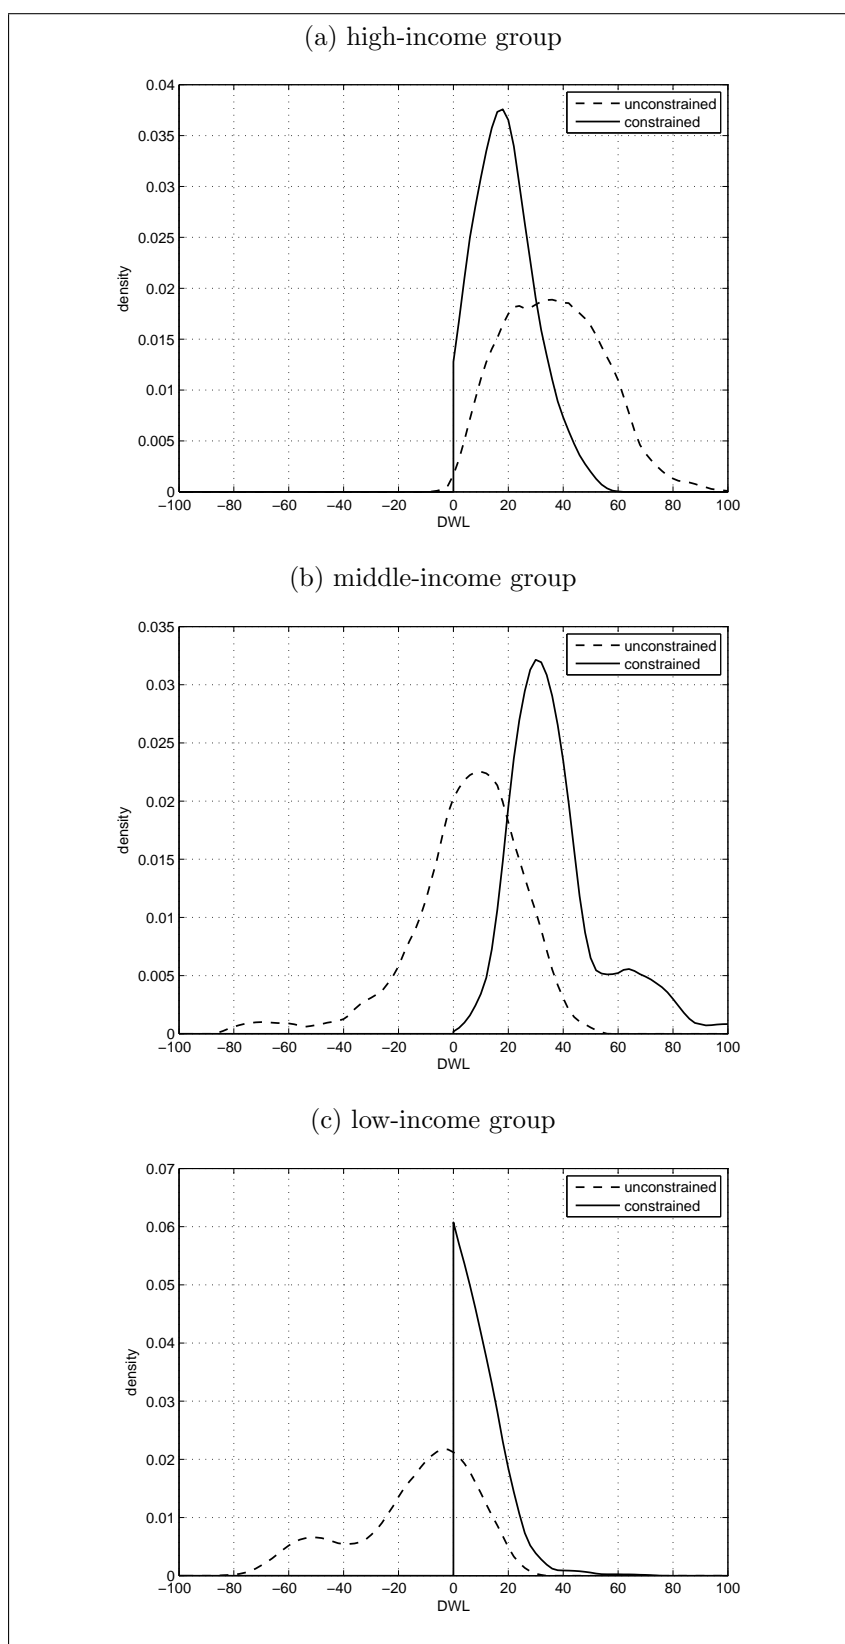 (a) high-income group
unconstrained
constrained
0.04
0.035
0.03
0.025
0.02
0.015
0.01
0.005
0
density
−100 −80 −60 −40 −20 0 20 40 60 80 100
DWL
(b) middle-income group
unconstrained
constrained
0.035
0.03
0.025
0.02
0.015
0.01
0.005
0
density
−100 −80 −60 −40 −20 0 20 40 60 80 100
DWL
(c) low-income group
unconstrained
constrained
0.07
0.06
0.05
0.04
0.03
0.02
0.01
0
density
−100 −80 −60 −40 −20 0 20 40 60 80 100
DWL